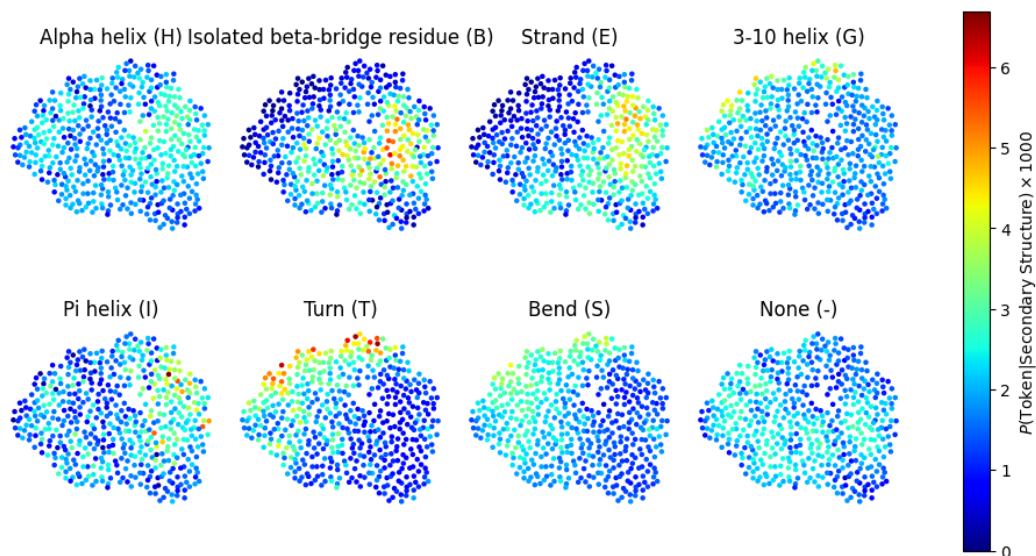 Alpha helix (H)
Isolated beta-bridge residue (B)
Strand (E)
3-10 helix (G)
Pi helix (I)
Turn (T)
Bend (S)
None (-)
6
5
4
3
2
1
0
P(Token|Secondary Structure) × 1000